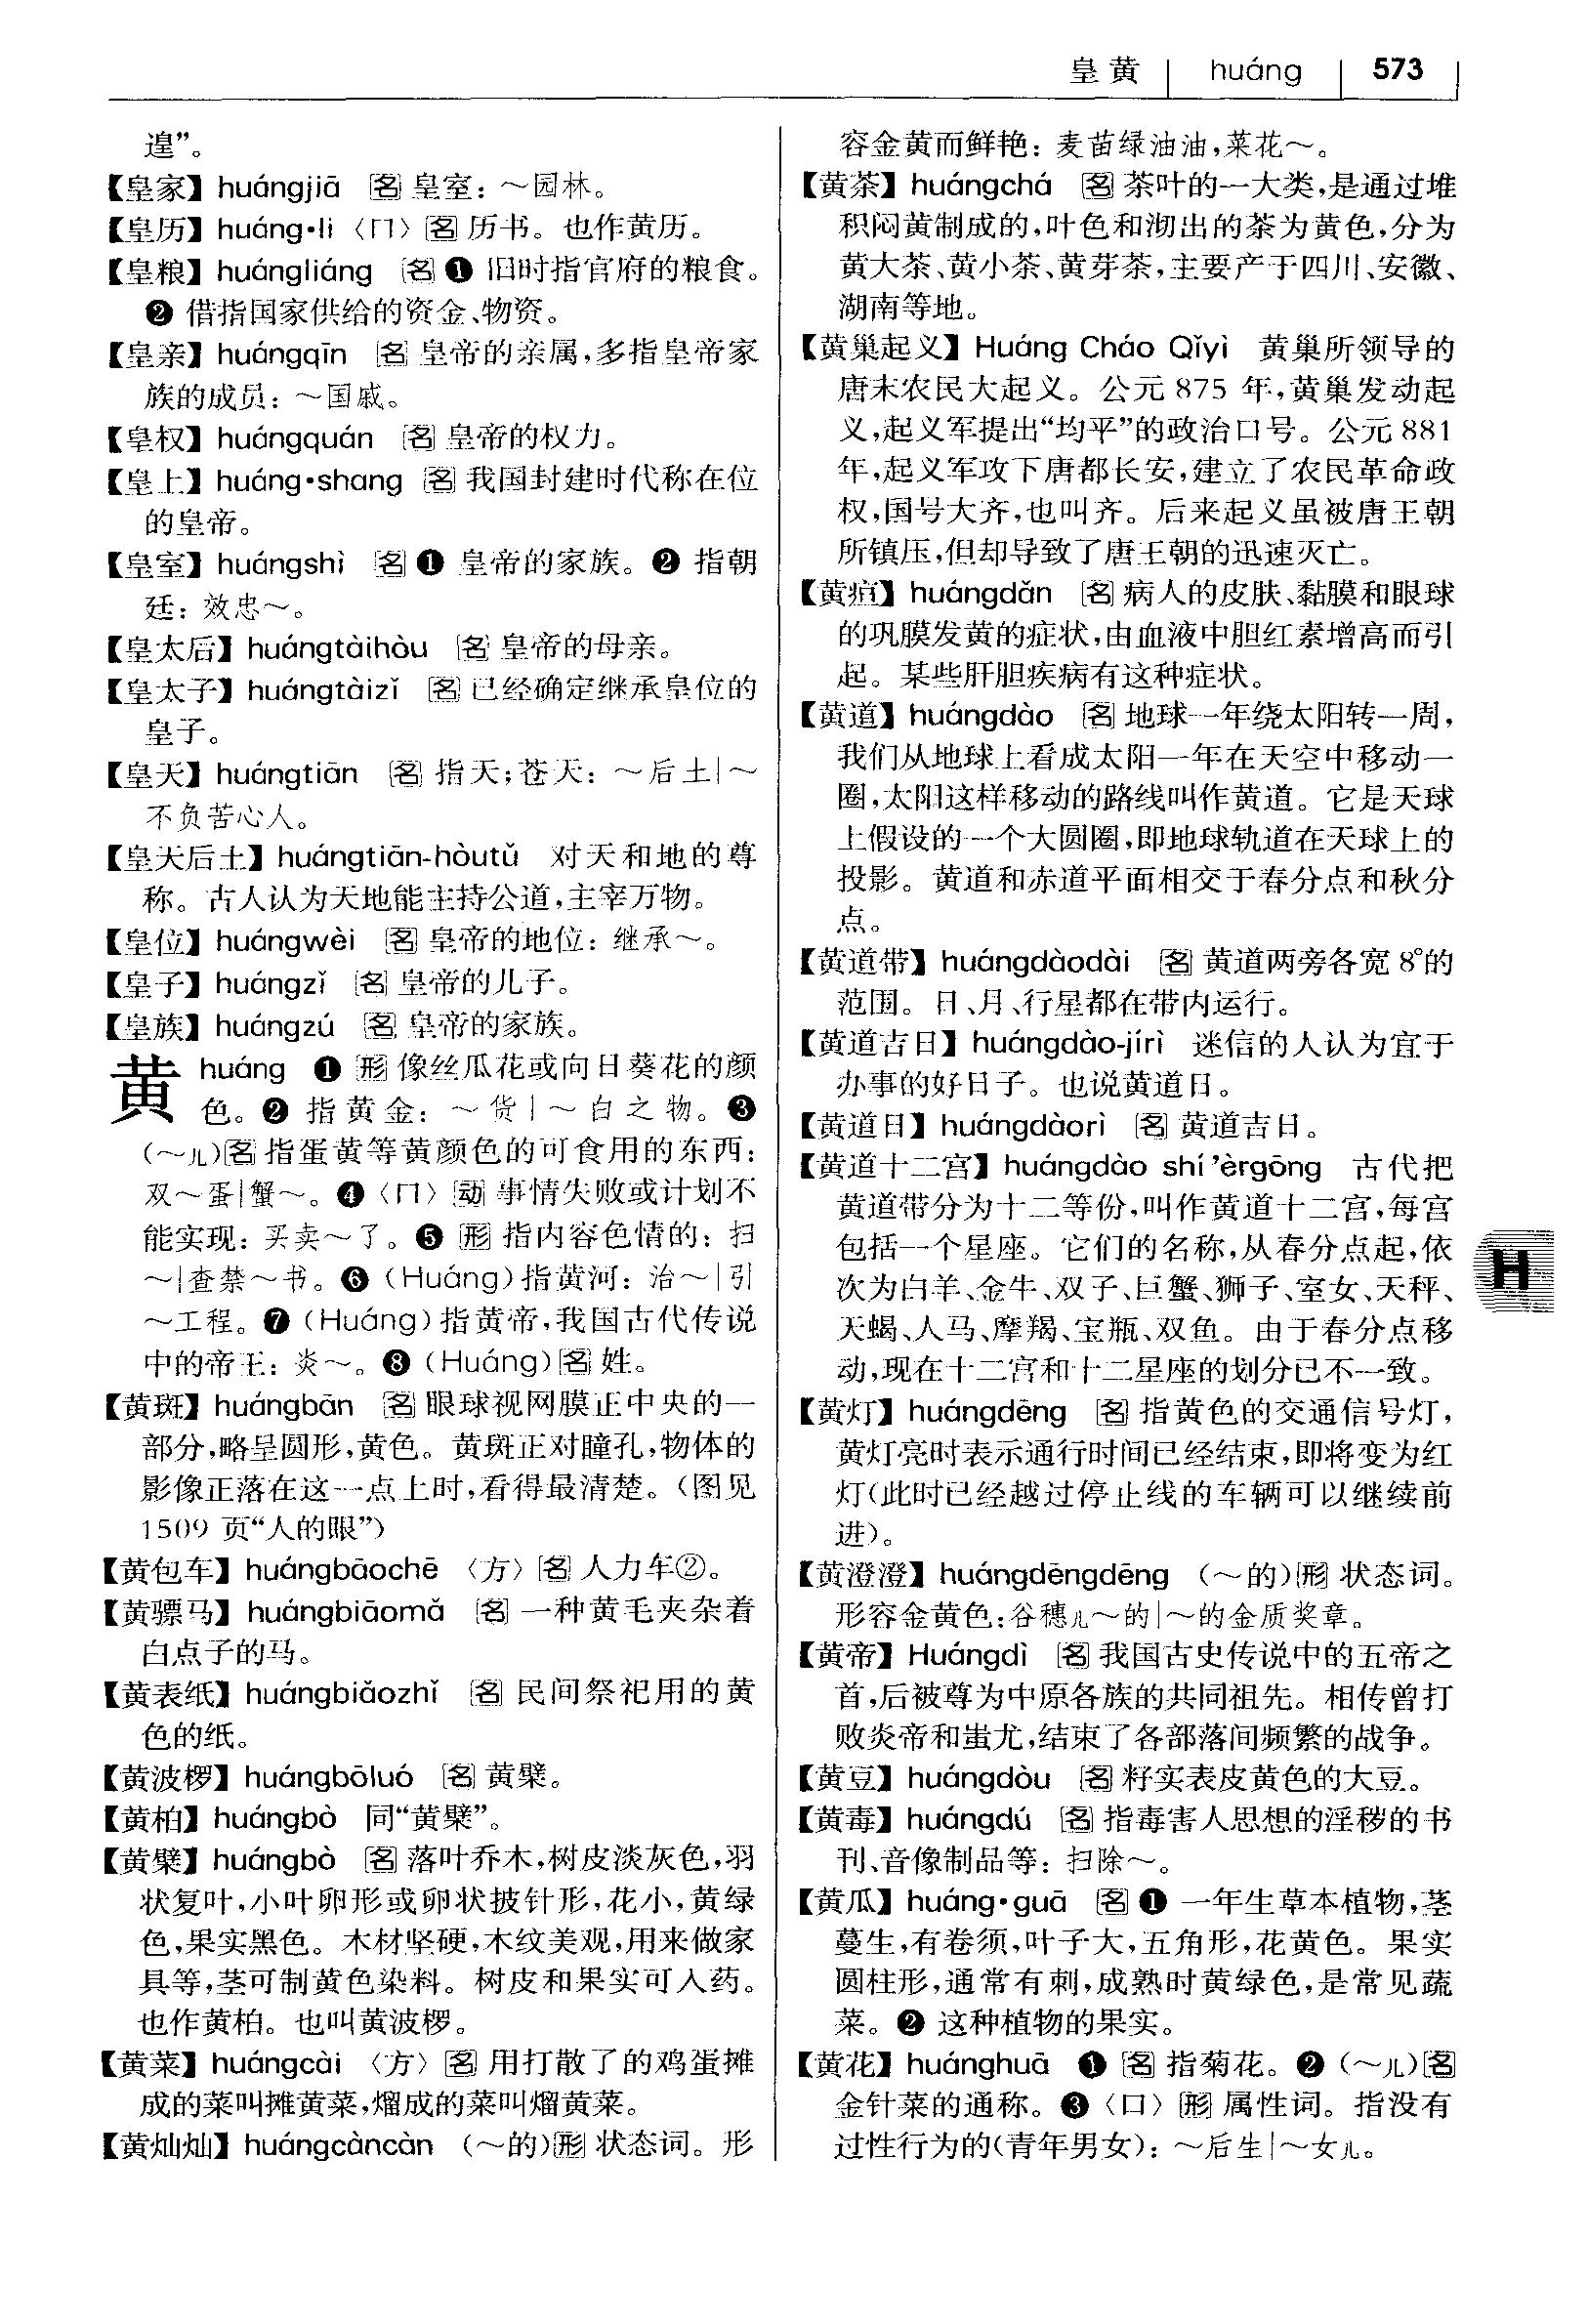 皇黄 huáng 573
遑”。
【皇家】huángjiā [名]皇室：～园林。
【皇历】huáng•li〈口〉[名]历书。也作黄历。
【皇粮】huángliáng [名]❶ 旧时指官府的粮食。
❷ 借指国家供给的资金、物资。
【皇亲】huángqīn [名]皇帝的亲属，多指皇帝家
族的成员：～国戚。
【皇权】huángquán [名]皇帝的权力。
【皇上】huáng•shang [名]我国封建时代称在位
的皇帝。
【皇室】huángshì [名]❶ 皇帝的家族。❷ 指朝
廷：效忠～。
【皇太后】huángtàihòu [名]皇帝的母亲。
【皇太子】huángtàizǐ [名]已经确定继承皇位的
皇子。
【皇天】huángtiān [名]指天；苍天：～后土|～
不负苦心人。
【皇天后土】huángtiān-hòutǔ 对天和地的尊
称。古人认为天地能主持公道，主宰万物。
【皇位】huángwèi [名]皇帝的地位：继承～。
【皇子】huángzǐ [名]皇帝的儿子。
【皇族】huángzú [名]皇帝的家族。
黄 huáng ❶[形]像丝瓜花或向日葵花的颜
色。❷ 指黄金：～货|～白之物。❸
(～儿)[名]指蛋黄等黄颜色的可食用的东西：
双～蛋|蟹～。❹〈口〉[动]事情失败或计划不
能实现：买卖～了。❺[形]指内容色情的：扫
～|查禁～书。❻（Huáng）指黄河：治～|引
～工程。❼（Huáng）指黄帝，我国古代传说
中的帝王：炎～。❽（Huáng）[名]姓。
【黄斑】huángbān [名]眼球视网膜正中央的一
部分，略呈圆形，黄色。黄斑正对瞳孔，物体的
影像正落在这一点上时，看得最清楚。（图见
1509 页“人的眼”）
【黄包车】huángbāochē〈方〉[名]人力车②。
【黄骠马】huángbiāomǎ [名]一种黄毛夹杂着
白点子的马。
【黄表纸】huángbiǎozhǐ [名]民间祭祀用的黄
色的纸。
【黄波椤】huángbōluó [名]黄檗。
【黄柏】huángbò 同“黄檗”。
【黄檗】huángbò [名]落叶乔木，树皮淡灰色，羽
状复叶，小叶卵形或卵状披针形，花小，黄绿
色，果实黑色。木材坚硬，木纹美观，用来做家
具等，茎可制黄色染料。树皮和果实可入药。
也作黄柏。也叫黄波椤。
【黄菜】huángcài〈方〉[名]用打散了的鸡蛋摊
成的菜叫摊黄菜，熘成的菜叫熘黄菜。
【黄灿灿】huángcàncàn（～的）[形]状态词。形
容金黄而鲜艳：麦苗绿油油，菜花～。
【黄茶】huángchá [名]茶叶的一大类，是通过堆
积闷黄制成的，叶色和沏出的茶为黄色，分为
黄大茶、黄小茶、黄芽茶，主要产于四川、安徽、
湖南等地。
【黄巢起义】Huáng Cháo Qǐyì 黄巢所领导的
唐末农民大起义。公元 875 年，黄巢发动起
义，起义军提出“均平”的政治口号。公元 881
年，起义军攻下唐都长安，建立了农民革命政
权，国号大齐，也叫齐。后来起义虽被唐王朝
所镇压，但却导致了唐王朝的迅速灭亡。
【黄疸】huángdǎn [名]病人的皮肤、黏膜和眼球
的巩膜发黄的症状，由血液中胆红素增高而引
起。某些肝胆疾病有这种症状。
【黄道】huángdào [名]地球一年绕太阳转一周，
我们从地球上看成太阳一年在天空中移动一
圈，太阳这样移动的路线叫作黄道。它是天球
上假设的一个大圆圈，即地球轨道在天球上的
投影。黄道和赤道平面相交于春分点和秋分
点。
【黄道带】huángdàodài [名]黄道两旁各宽 8°的
范围。日、月、行星都在带内运行。
【黄道吉日】huángdào-jírì 迷信的人认为宜于
办事的好日子。也说黄道日。
【黄道日】huángdàorì [名]黄道吉日。
【黄道十二宫】huángdào shí'èrgōng 古代把
黄道带分为十二等份，叫作黄道十二宫，每宫
包括一个星座。它们的名称，从春分点起，依
次为白羊、金牛、双子、巨蟹、狮子、室女、天秤、
天蝎、人马、摩羯、宝瓶、双鱼。由于春分点移
动，现在十二宫和十二星座的划分已不一致。
【黄灯】huángdēng [名]指黄色的交通信号灯，
黄灯亮时表示通行时间已经结束，即将变为红
灯（此时已经越过停止线的车辆可以继续前
进）。
【黄澄澄】huángdēngdēng（～的）[形]状态词。
形容金黄色：谷穗儿～的|～的金质奖章。
【黄帝】Huángdì [名]我国古史传说中的五帝之
首，后被尊为中原各族的共同祖先。相传曾打
败炎帝和蚩尤，结束了各部落间频繁的战争。
【黄豆】huángdòu [名]籽实表皮黄色的大豆。
【黄毒】huángdú [名]指毒害人思想的淫秽的书
刊、音像制品等：扫除～。
【黄瓜】huáng•guā [名]❶ 一年生草本植物，茎
蔓生，有卷须，叶子大，五角形，花黄色。果实
圆柱形，通常有刺，成熟时黄绿色，是常见蔬
菜。❷ 这种植物的果实。
【黄花】huánghuā ❶[名]指菊花。❷（～儿）[名]
金针菜的通称。❸〈口〉[形]属性词。指没有
过性行为的（青年男女）：～后生|～女儿。
H